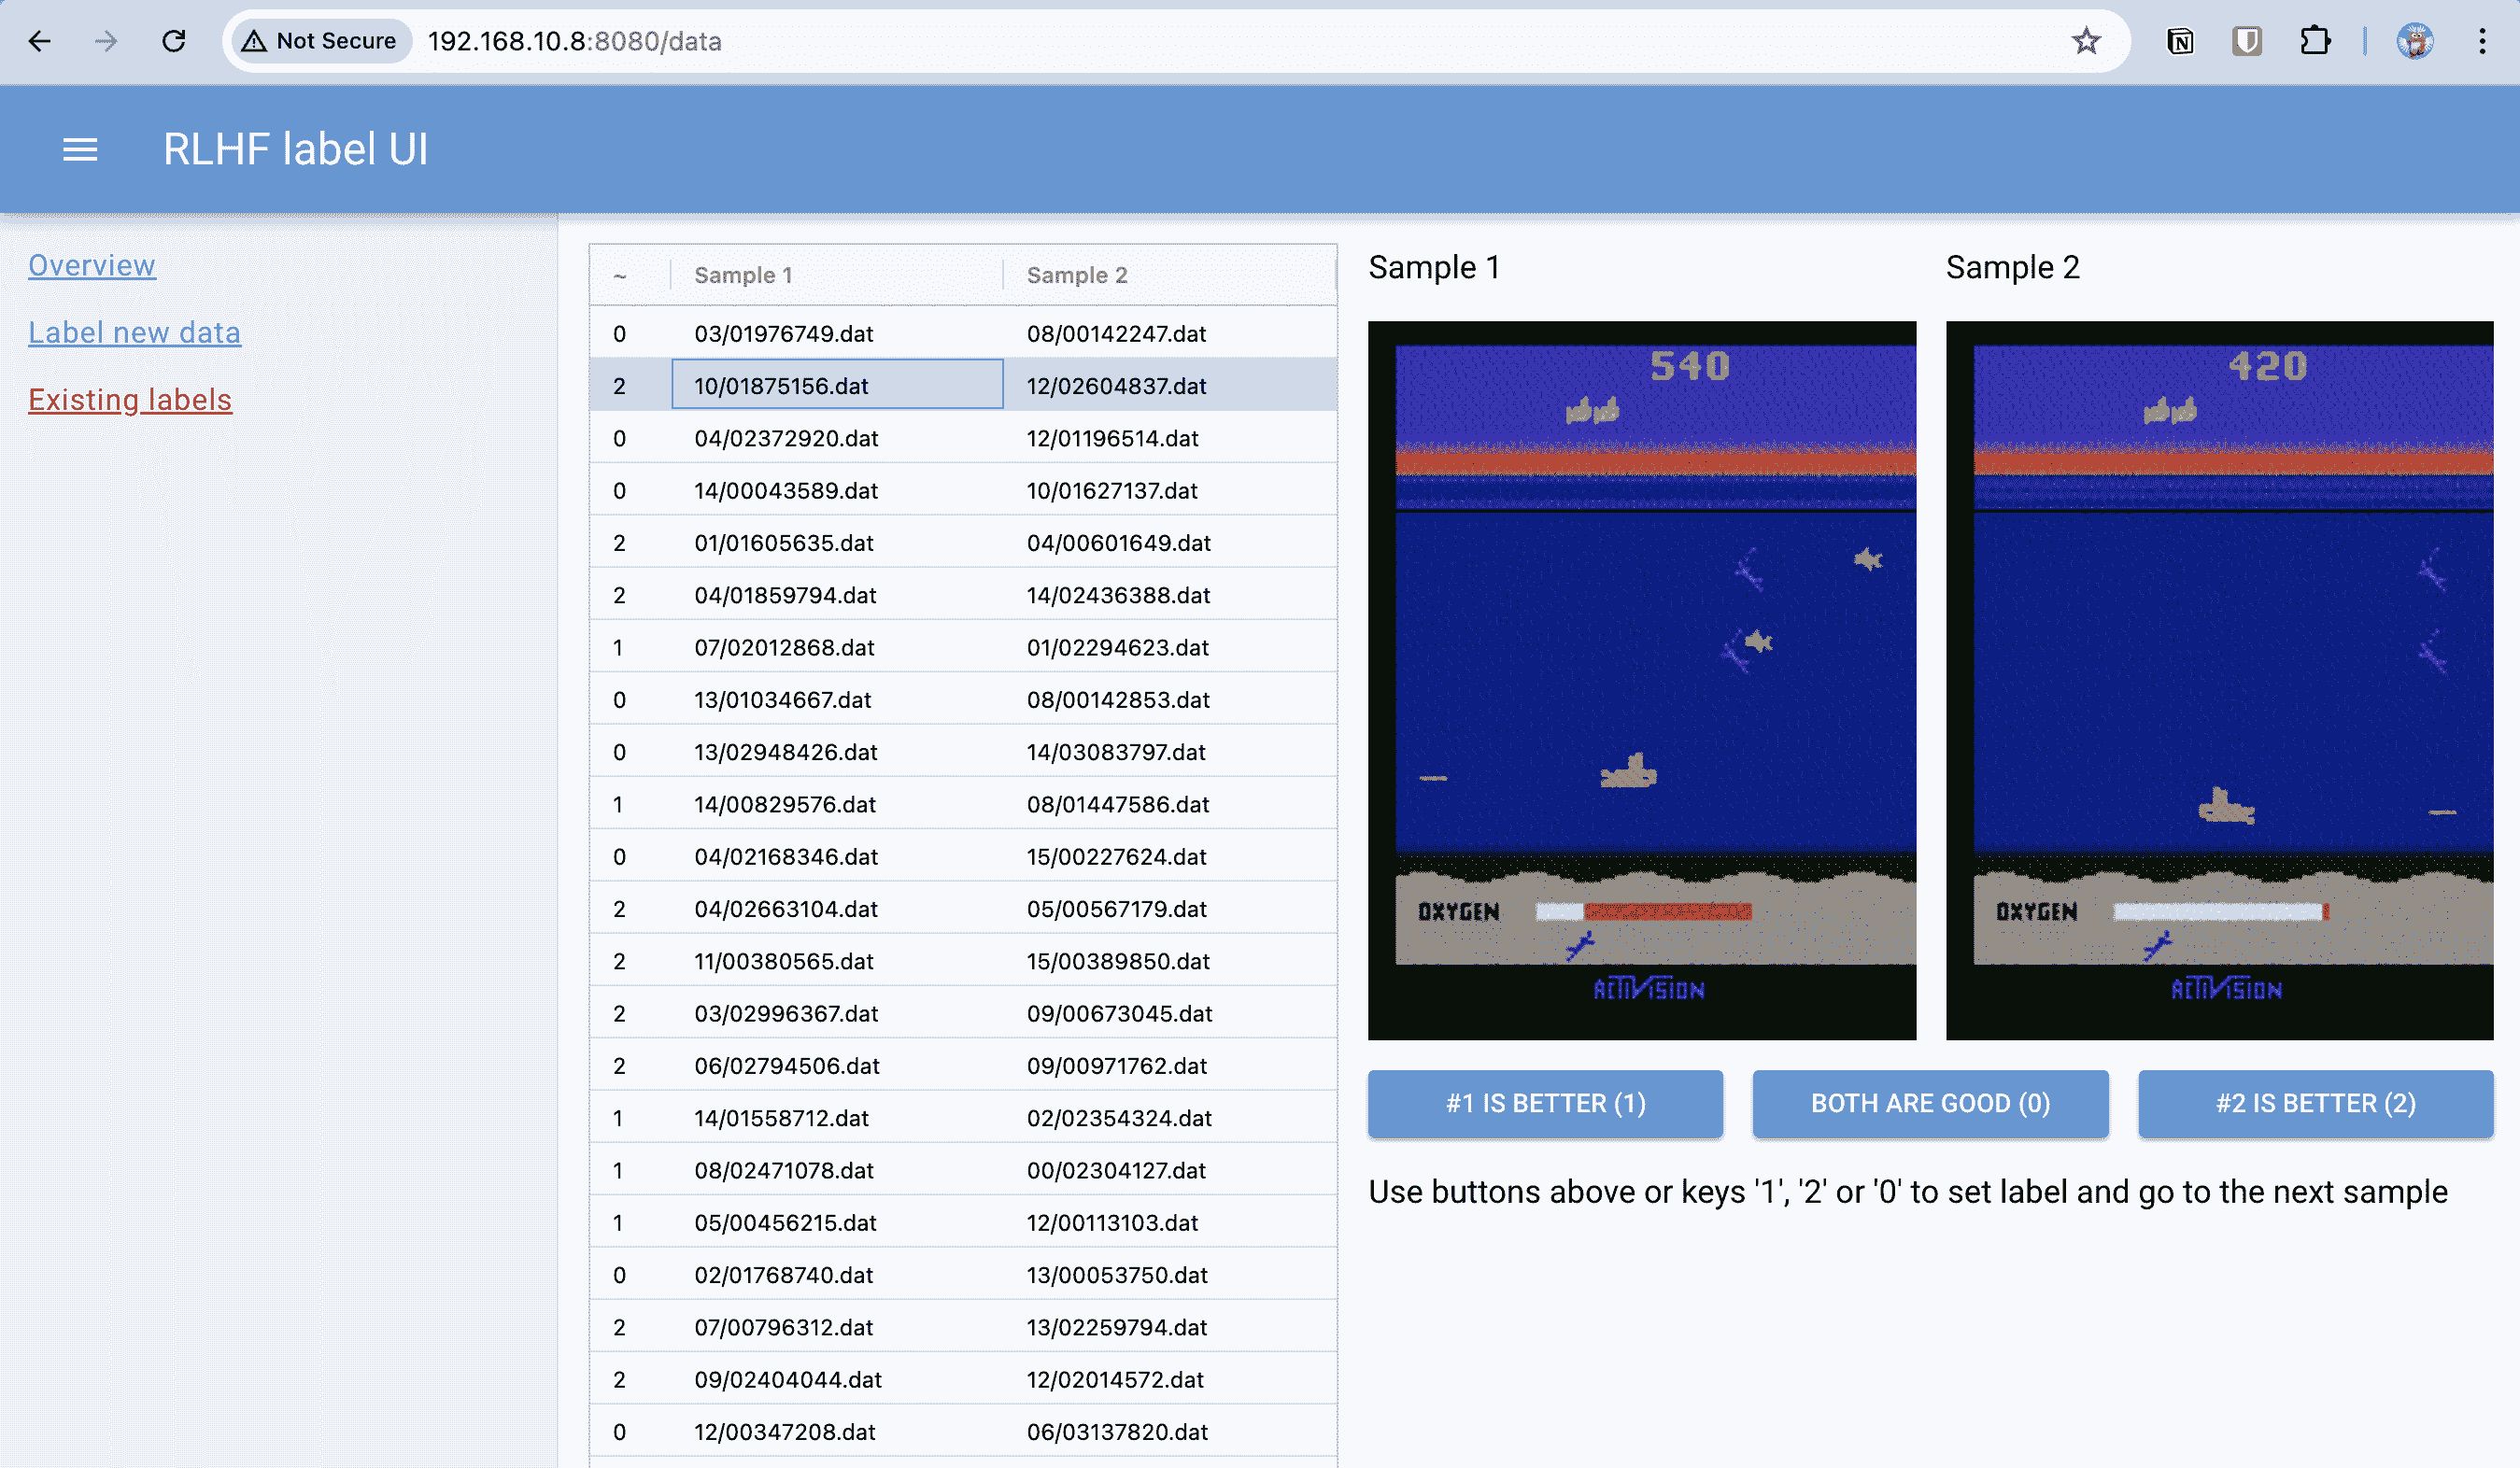 Not Secure 192.168.10.8:8080/data
RLHF label UI
Overview
Label new data
Existing labels
~ Sample 1 Sample 2
0 03/01976749.dat 08/00142247.dat
2 10/01875156.dat 12/02604837.dat
0 04/02372920.dat 12/01196514.dat
0 14/00043589.dat 10/01627137.dat
2 01/01605635.dat 04/00601649.dat
2 04/01859794.dat 14/02436388.dat
1 07/02012868.dat 01/02294623.dat
0 13/01034667.dat 08/00142853.dat
0 13/02948426.dat 14/03083797.dat
1 14/00829576.dat 08/01447586.dat
0 04/02168346.dat 15/00227624.dat
2 04/02663104.dat 05/00567179.dat
2 11/00380565.dat 15/00389850.dat
2 03/02996367.dat 09/00673045.dat
2 06/02794506.dat 09/00971762.dat
1 14/01558712.dat 02/02354324.dat
1 08/02471078.dat 00/02304127.dat
1 05/00456215.dat 12/00113103.dat
0 02/01768740.dat 13/00053750.dat
2 07/00796312.dat 13/02259794.dat
2 09/02404044.dat 12/02014572.dat
0 12/00347208.dat 06/03137820.dat
Sample 1
540
OXYGEN
ACTIVISION
Sample 2
420
OXYGEN
ACTIVISION
#1 IS BETTER (1)
BOTH ARE GOOD (0)
#2 IS BETTER (2)
Use buttons above or keys '1', '2' or '0' to set label and go to the next sample